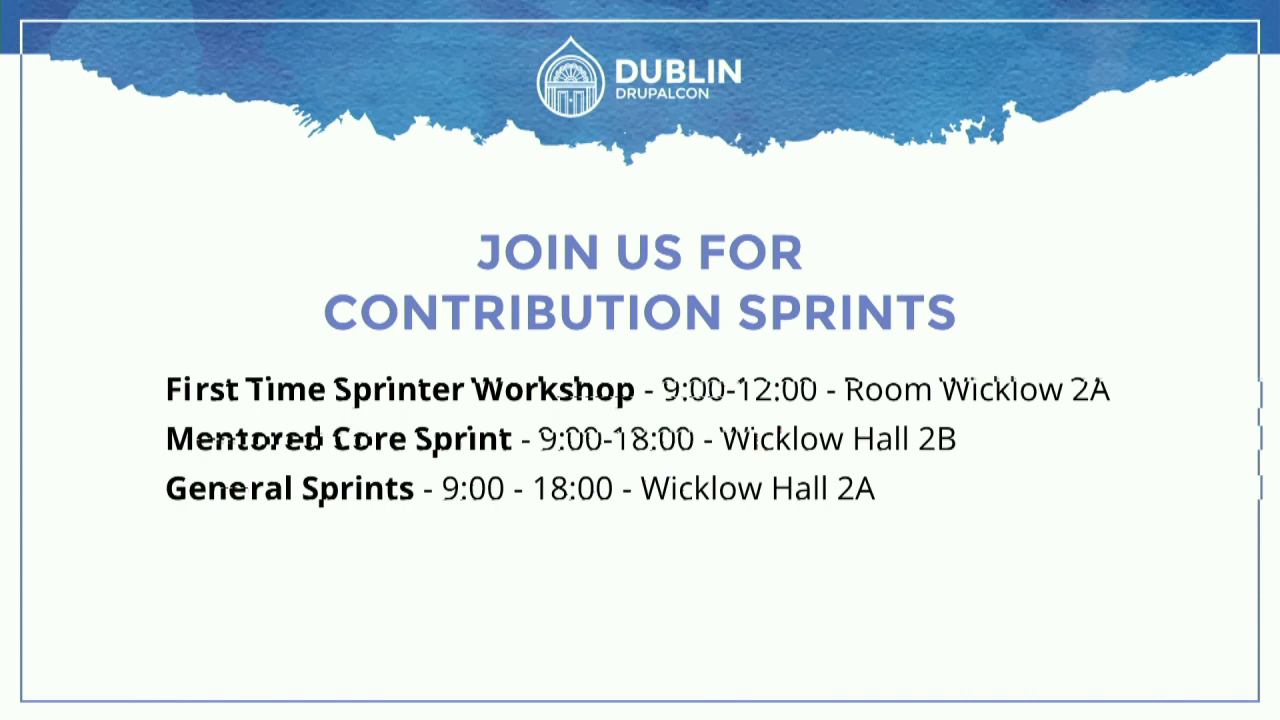 DUBLIN
DRUPALCON
JOIN US FOR
CONTRIBUTION SPRINTS
First Time Sprinter Workshop - 9:00-12:00 - Room Wicklow 2A
Mentored Core Sprint - 9:00-18:00 - Wicklow Hall 2B
General Sprints - 9:00 - 18:00 - Wicklow Hall 2A